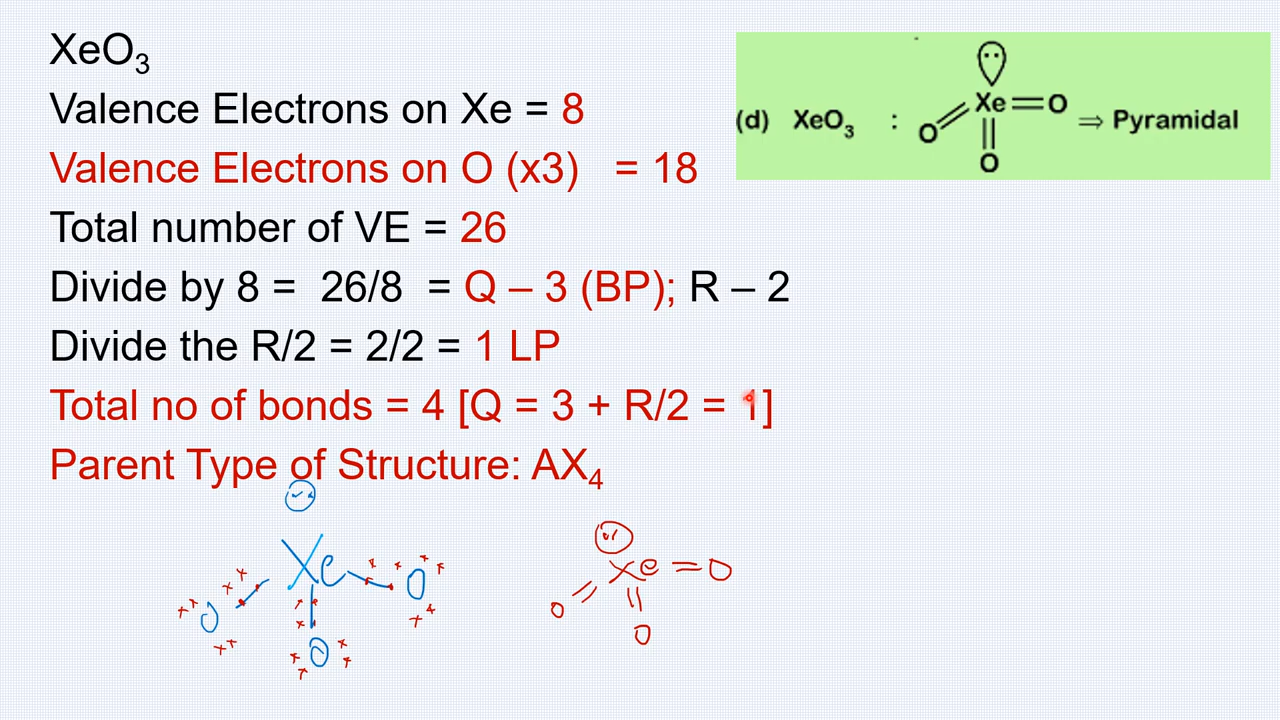 XeO₃
Valence Electrons on Xe = 8
Valence Electrons on O (x3) = 18
Total number of VE = 26
Divide by 8 = 26/8 = Q – 3 (BP); R – 2
Divide the R/2 = 2/2 = 1 LP
Total no of bonds = 4 [Q = 3 + R/2 = 1]
Parent Type of Structure: AX₄
(d) XeO₃ : O Xe O ⇒ Pyramidal
O
Xe
O O
O
Xe = O
O
O